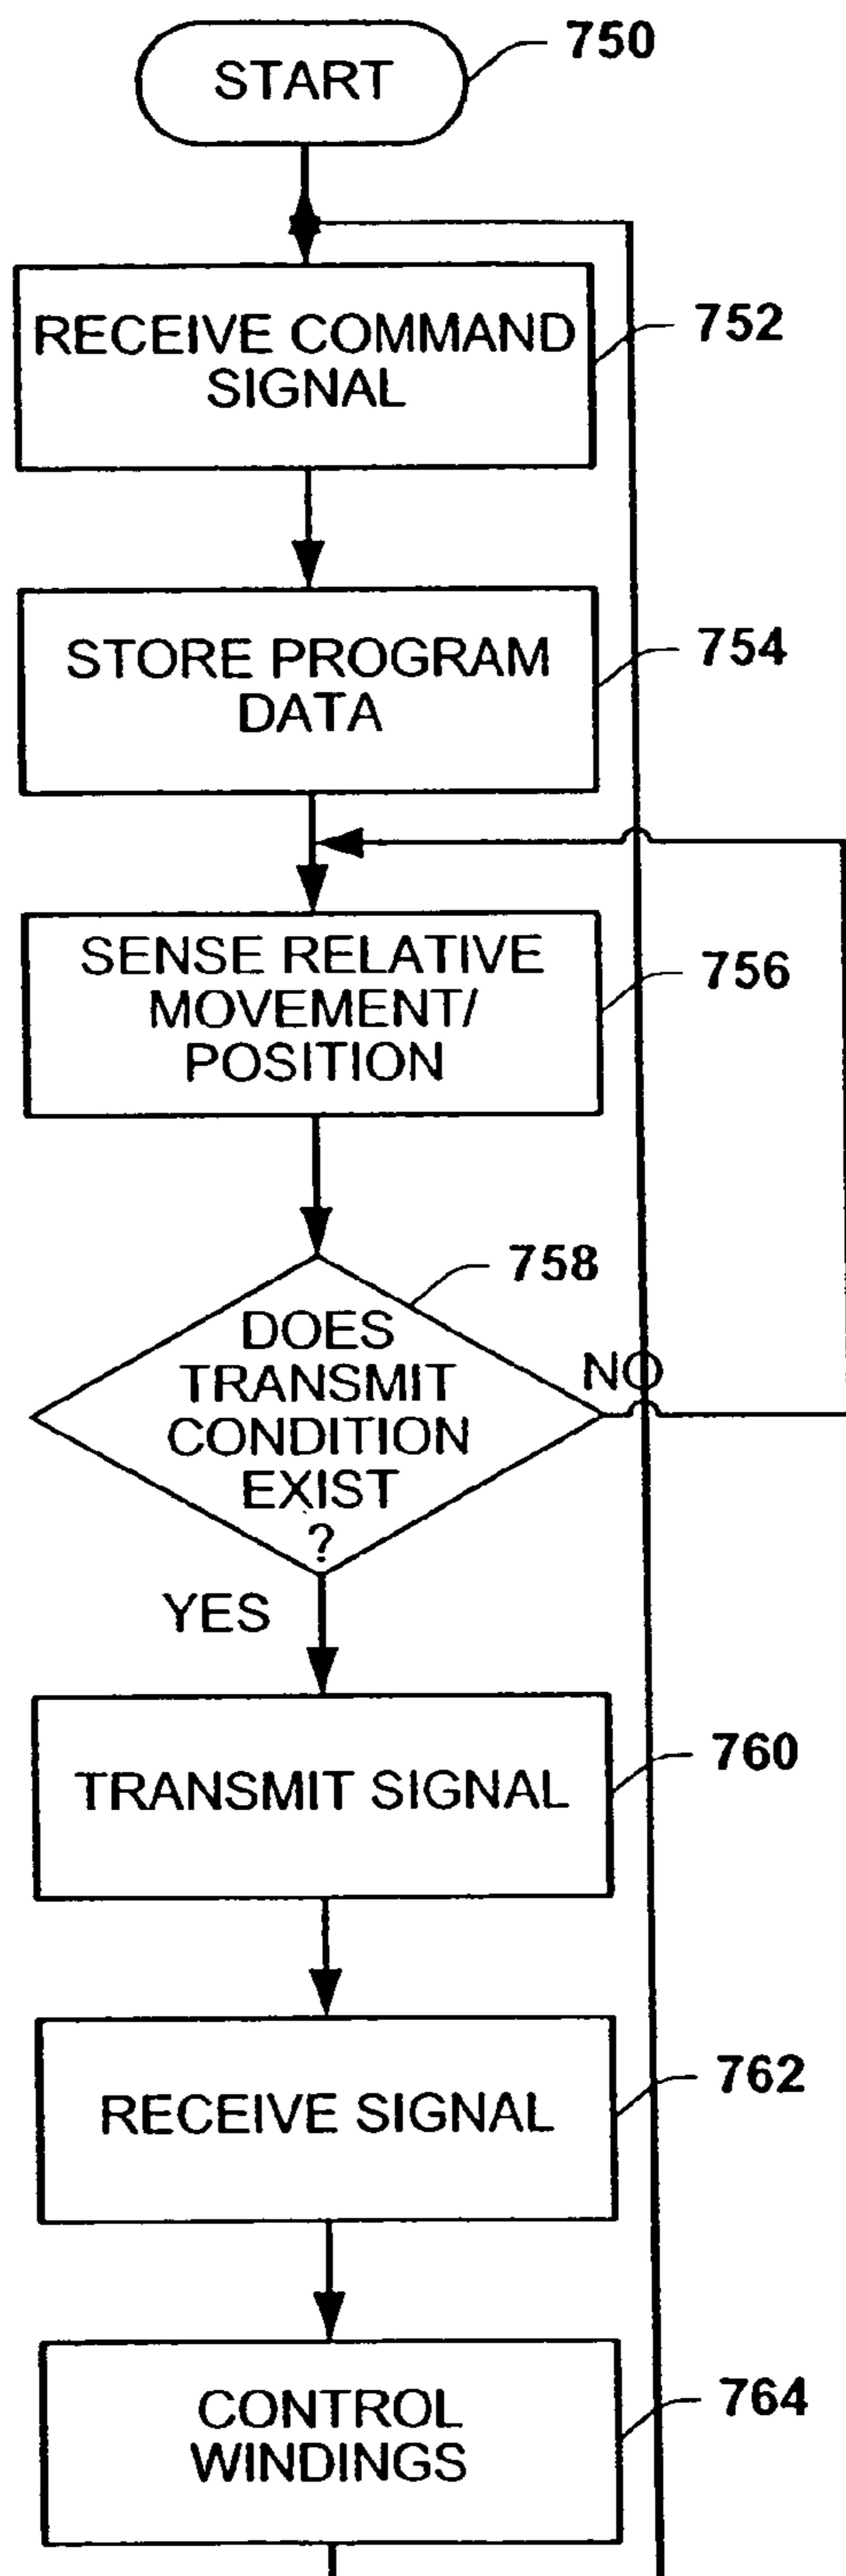 START
750
RECEIVE COMMAND
SIGNAL
752
STORE PROGRAM
DATA
754
SENSE RELATIVE
MOVEMENT/
POSITION
756
758
DOES
TRANSMIT
CONDITION
EXIST
?
NO
YES
TRANSMIT SIGNAL
760
RECEIVE SIGNAL
762
CONTROL
WINDINGS
764